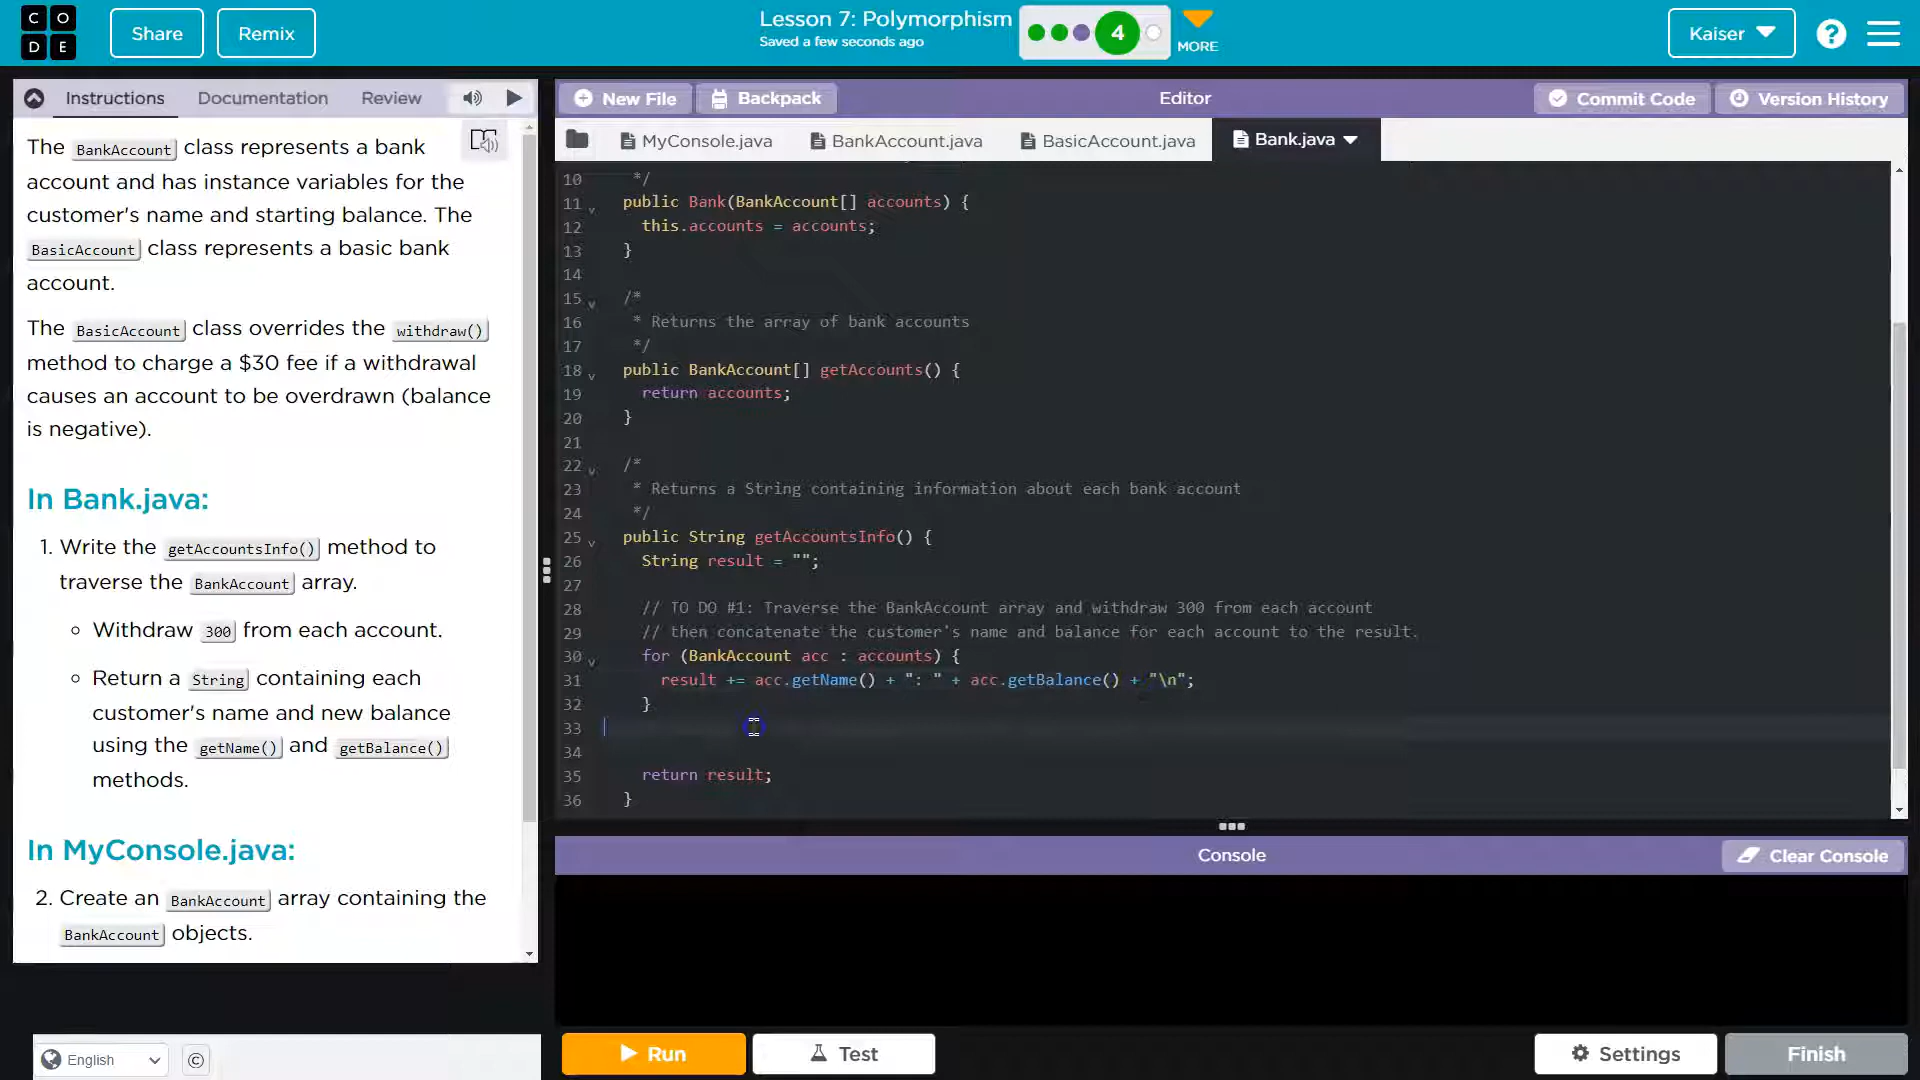 CODE
Share
Remix
Lesson 7: Polymorphism
Saved a few seconds ago
4
MORE
Kaiser
?
Instructions
Documentation
Review
The BankAccount class represents a bank
account and has instance variables for the
customer's name and starting balance. The
BasicAccount class represents a basic bank
account.
The BasicAccount class overrides the withdraw()
method to charge a $30 fee if a withdrawal
causes an account to be overdrawn (balance
is negative).
In Bank.java:
1. Write the getAccountsInfo() method to
traverse the BankAccount array.
Withdraw 300 from each account.
Return a String containing each
customer's name and new balance
using the getName() and getBalance()
methods.
In MyConsole.java:
2. Create an BankAccount array containing the
BankAccount objects.
English
©
New File
Backpack
Editor
Commit Code
Version History
MyConsole.java
BankAccount.java
BasicAccount.java
Bank.java
10 */
11 public Bank(BankAccount[] accounts) {
12 this.accounts = accounts;
13 }
14
15 /*
16 * Returns the array of bank accounts
17 */
18 public BankAccount[] getAccounts() {
19 return accounts;
20 }
21
22 /*
23 * Returns a String containing information about each bank account
24 */
25 public String getAccountsInfo() {
26 String result = "";
27
28 // TO DO #1: Traverse the BankAccount array and withdraw 300 from each account
29 // then concatenate the customer's name and balance for each account to the result.
30 for (BankAccount acc : accounts) {
31 result += acc.getName() + ": " + acc.getBalance() + "\n";
32 }
33
34
35 return result;
36 }
Console
Clear Console
Run
Test
Settings
Finish